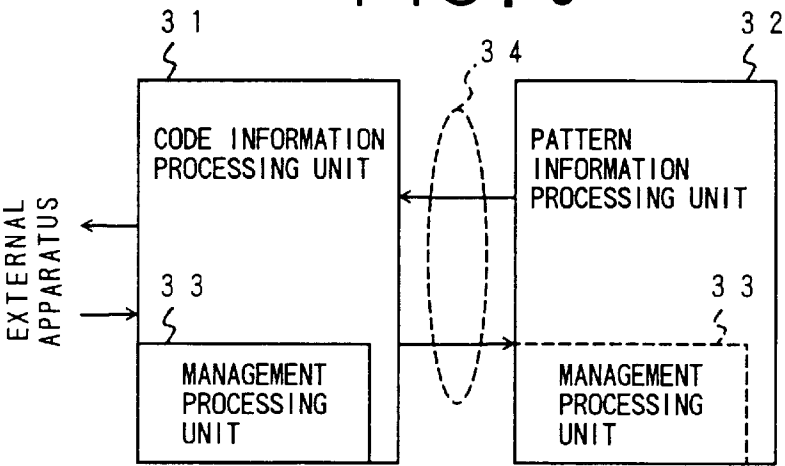 3 1
3 2
3 4
CODE INFORMATION
PROCESSING UNIT
PATTERN
INFORMATION
PROCESSING UNIT
EXTERNAL
APPARATUS
3 3
MANAGEMENT
PROCESSING
UNIT
3 3
MANAGEMENT
PROCESSING
UNIT